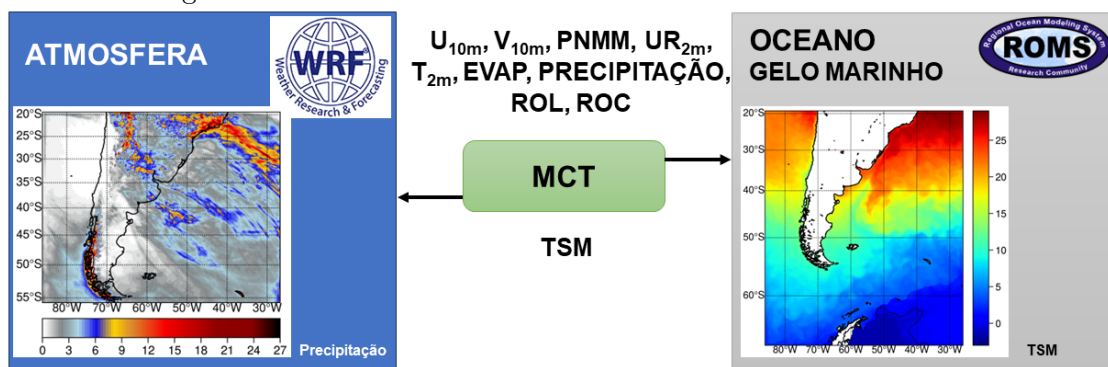 ATMOSFERA
WRF
Weather Research & Forecasting
20°S
25°S
30°S
35°S
45°S
50°S
55°S
80°W 70°W 60°W 50°W 40°W 30°W
0 3 6 9 12 15 18 21 24 27
Precipitação
U10m, V10m, PNMM, UR2m,
T2m, EVAP, PRECIPITAÇÃO,
ROL, ROC
MCT
TSM
OCEANO
GELO MARINHO
Regional Ocean Modeling System
ROMS
Research Community
20°S
30°S
40°S
50°S
60°S
80°W 70°W 60°W 50°W 40°W 30°W
25
20
15
10
5
0
TSM